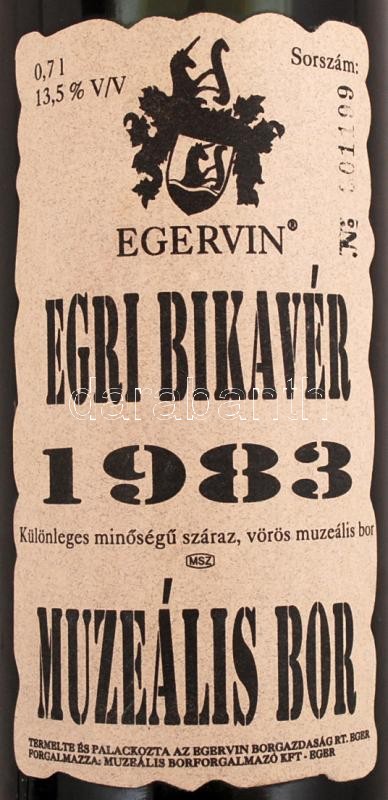 0,7 l
13,5 % V/V
Sorszám:
№ 001199
EGERVIN®
EGRI BIKAVÉR
darabanth
1983
Különleges minőségű száraz, vörös muzeális bor
MSZ
MUZEÁLIS BOR
TERMELTE ÉS PALACKOZTA AZ EGERVIN BORGAZDASÁG RT. EGER
FORGALMAZZA: MUZEÁLIS BORFORGALMAZÓ KFT - EGER